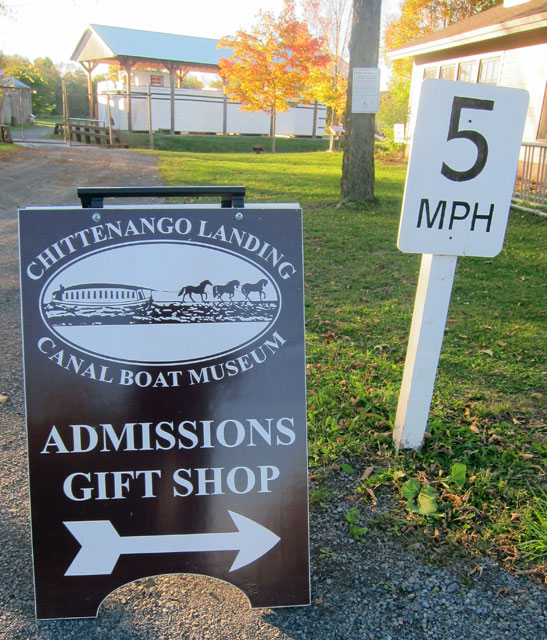 CHITTENANGO LANDING
CANAL BOAT MUSEUM
ADMISSIONS
GIFT SHOP
5
MPH